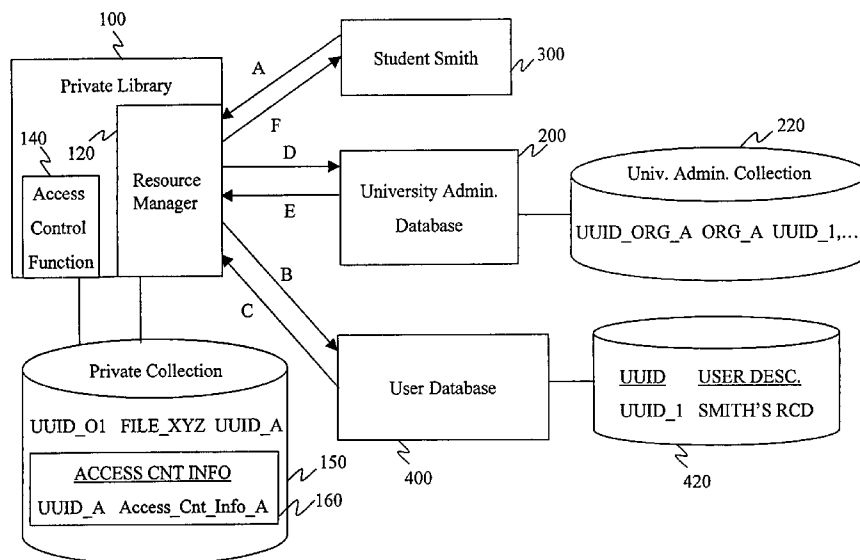 100
Private Library
140
120
Access
Control
Function
Resource
Manager
A
F
Student Smith
300
D
E
200
University Admin.
Database
220
Univ. Admin. Collection
UUID_ORG_A ORG_A UUID_1,...
B
C
User Database
400
UUID USER DESC.
UUID_1 SMITH'S RCD
420
Private Collection
UUID_O1 FILE_XYZ UUID_A
ACCESS CNT INFO
150
UUID_A Access_Cnt_Info_A
160